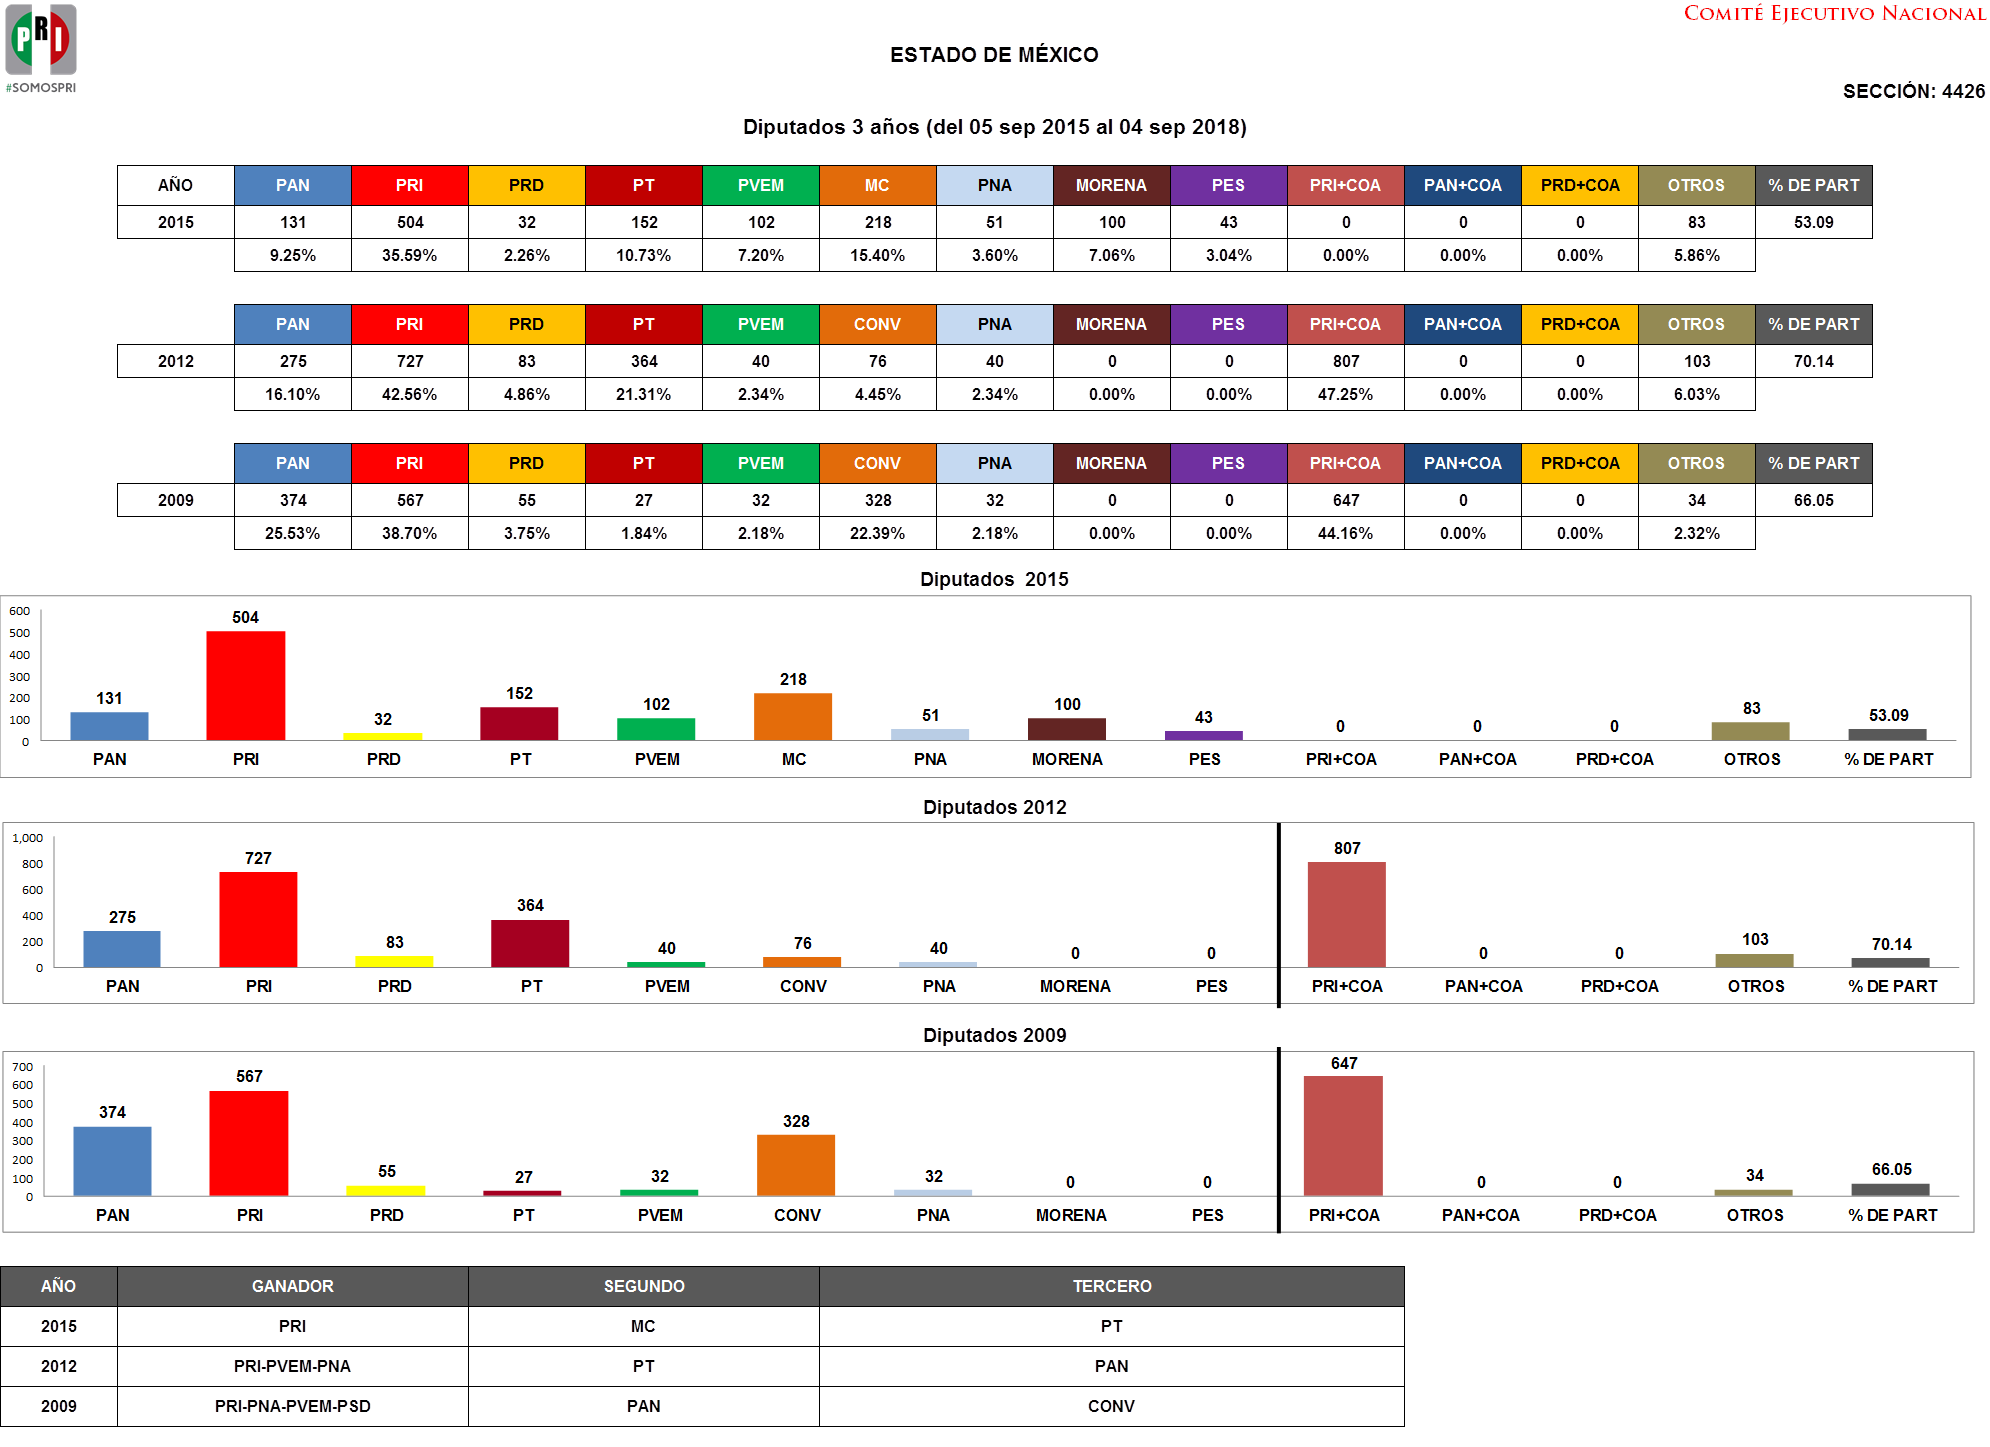 PRI
#SOMOSPRI
COMITÉ EJECUTIVO NACIONAL
ESTADO DE MÉXICO
SECCIÓN: 4426
Diputados 3 años (del 05 sep 2015 al 04 sep 2018)
AÑO PAN PRI PRD PT PVEM MC PNA MORENA PES PRI+COA PAN+COA PRD+COA OTROS % DE PART
2015 131 504 32 152 102 218 51 100 43 0 0 0 83 53.09
9.25% 35.59% 2.26% 10.73% 7.20% 15.40% 3.60% 7.06% 3.04% 0.00% 0.00% 0.00% 5.86%
PAN PRI PRD PT PVEM CONV PNA MORENA PES PRI+COA PAN+COA PRD+COA OTROS % DE PART
2012 275 727 83 364 40 76 40 0 0 807 0 0 103 70.14
16.10% 42.56% 4.86% 21.31% 2.34% 4.45% 2.34% 0.00% 0.00% 47.25% 0.00% 0.00% 6.03%
PAN PRI PRD PT PVEM CONV PNA MORENA PES PRI+COA PAN+COA PRD+COA OTROS % DE PART
2009 374 567 55 27 32 328 32 0 0 647 0 0 34 66.05
25.53% 38.70% 3.75% 1.84% 2.18% 22.39% 2.18% 0.00% 0.00% 44.16% 0.00% 0.00% 2.32%
Diputados 2015
600
500
400
300
200
100
0
131 504 32 152 102 218 51 100 43 0 0 0 83 53.09
PAN PRI PRD PT PVEM MC PNA MORENA PES PRI+COA PAN+COA PRD+COA OTROS % DE PART
Diputados 2012
1,000
800
600
400
200
0
275 727 83 364 40 76 40 0 0 807 0 0 103 70.14
PAN PRI PRD PT PVEM CONV PNA MORENA PES PRI+COA PAN+COA PRD+COA OTROS % DE PART
Diputados 2009
700
600
500
400
300
200
100
0
374 567 55 27 32 328 32 0 0 647 0 0 34 66.05
PAN PRI PRD PT PVEM CONV PNA MORENA PES PRI+COA PAN+COA PRD+COA OTROS % DE PART
AÑO GANADOR SEGUNDO TERCERO
2015 PRI MC PT
2012 PRI-PVEM-PNA PT PAN
2009 PRI-PNA-PVEM-PSD PAN CONV